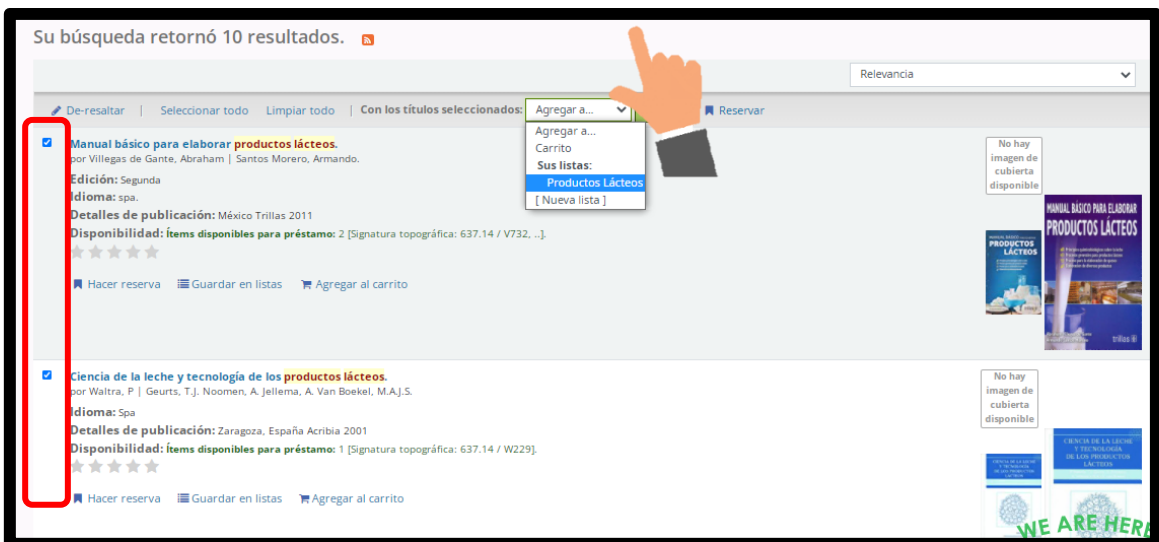 Su búsqueda retornó 10 resultados.
Relevancia
De-resaltar | Seleccionar todo Limpiar todo | Con los títulos seleccionados: Agregar a... Reservar
Agregar a...
Carrito
Sus listas:
Productos Lácteos
[ Nueva lista ]
Manual básico para elaborar productos lácteos.
por Villegas de Gante, Abraham | Santos Morero, Armando.
Edición: Segunda
Idioma: spa.
Detalles de publicación: México Trillas 2011
Disponibilidad: Ítems disponibles para préstamo: 2 [Signatura topográfica: 637.14 / V732, ..].
Hacer reserva Guardar en listas Agregar al carrito
No hay
imagen de
cubierta
disponible
PRODUCTOS
LÁCTEOS
MANUAL BÁSICO PARA ELABORAR
PRODUCTOS LÁCTEOS
trillas
Ciencia de la leche y tecnología de los productos lácteos.
por Waltra, P | Geurts, T.J. Noomen, A. Jellema, A. Van Boekel, M.A.J.S.
Idioma: Spa
Detalles de publicación: Zaragoza, España Acribia 2001
Disponibilidad: Ítems disponibles para préstamo: 1 [Signatura topográfica: 637.14 / W229].
Hacer reserva Guardar en listas Agregar al carrito
No hay
imagen de
cubierta
disponible
CIENCIA DE LA LECHE
Y TECNOLOGÍA
DE LOS PRODUCTOS
LÁCTEOS
WE ARE HERE